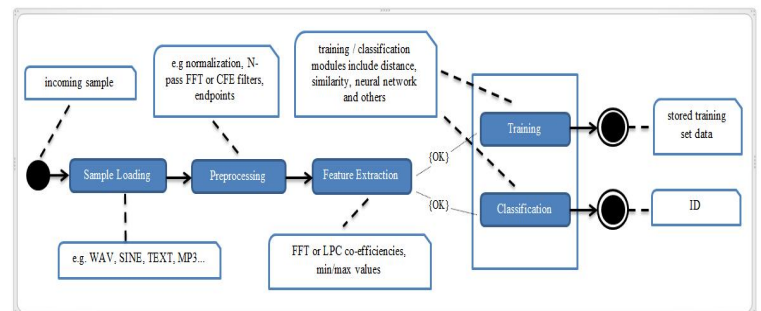 incoming sample
e.g normalization, N-
pass FFT or CFE filters,
endpoints
training / classification
modules include distance,
similarity, neural network
and others
Sample Loading
Preprocessing
Feature Extraction
{OK}
{OK}
Training
Classification
stored training
set data
ID
e.g. WAV, SINE, TEXT, MP3...
FFT or LPC co-efficiencies,
min/max values